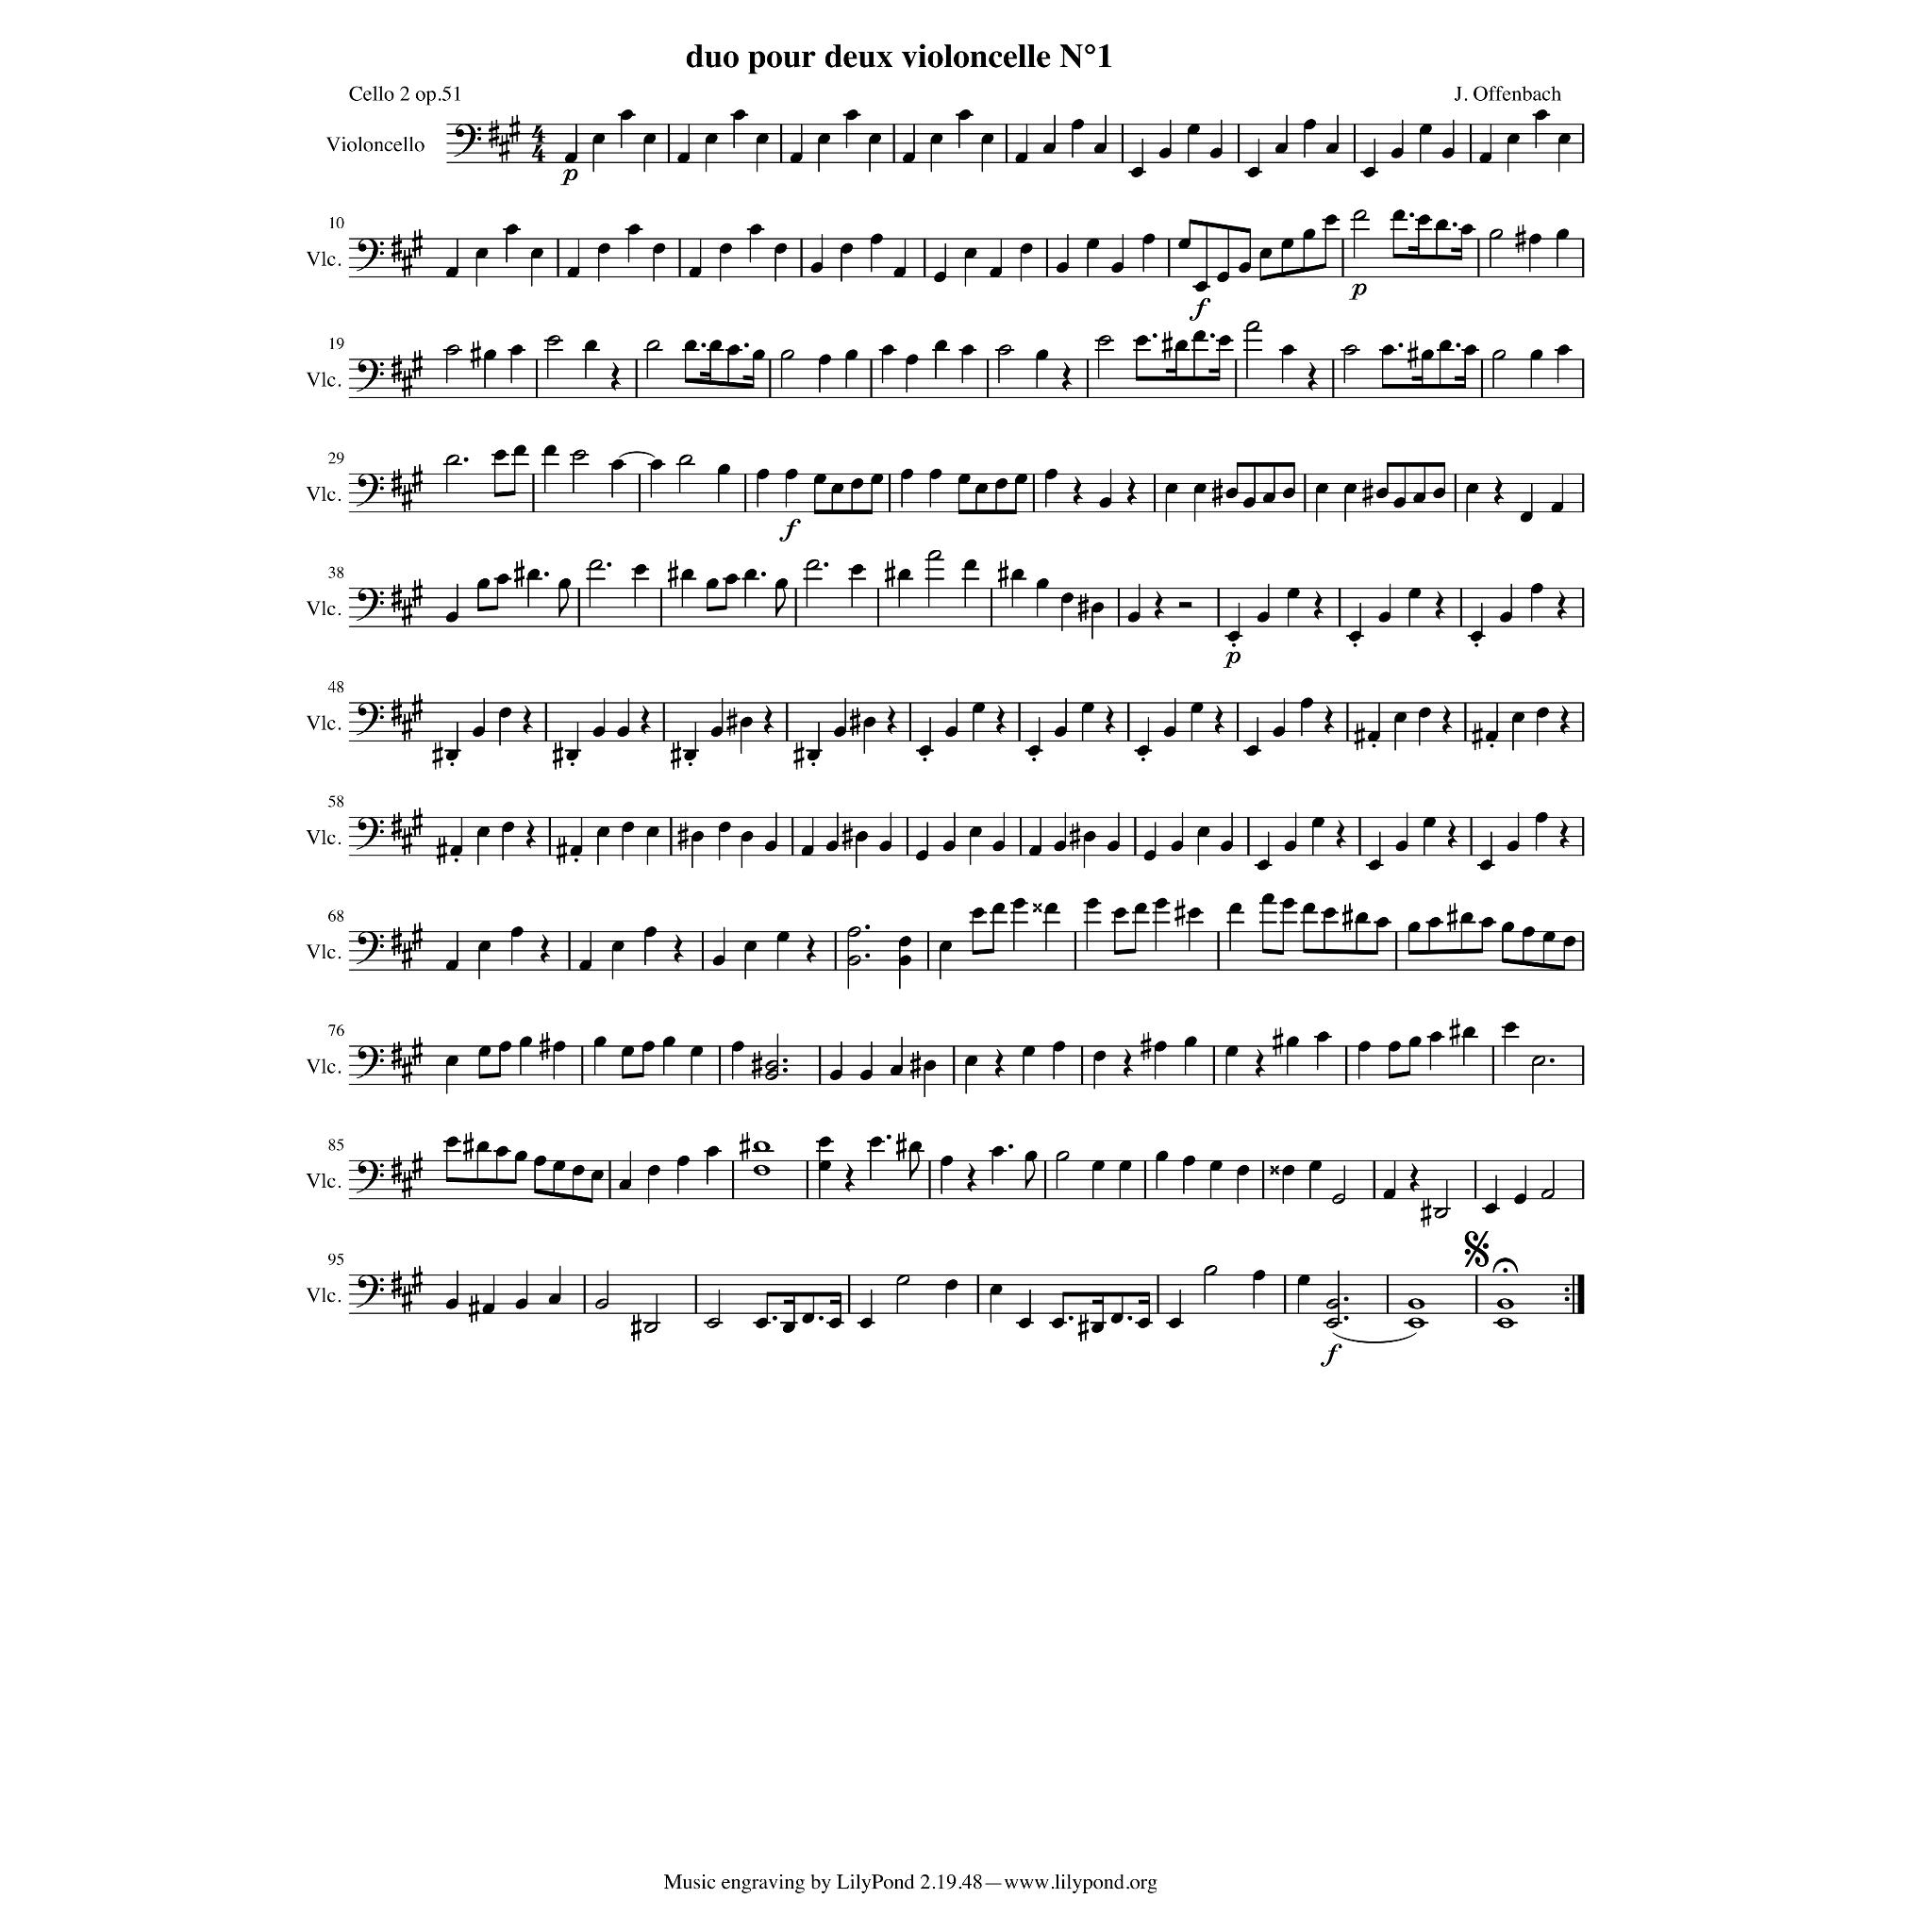 duo pour deux violoncelle N°1
Cello 2 op.51
J. Offenbach
Violoncello
4
4
p
10
Vlc.
f
p
19
Vlc.
29
Vlc.
f
38
Vlc.
p
48
Vlc.
58
Vlc.
68
Vlc.
76
Vlc.
85
Vlc.
95
Vlc.
f
Music engraving by LilyPond 2.19.48—www.lilypond.org